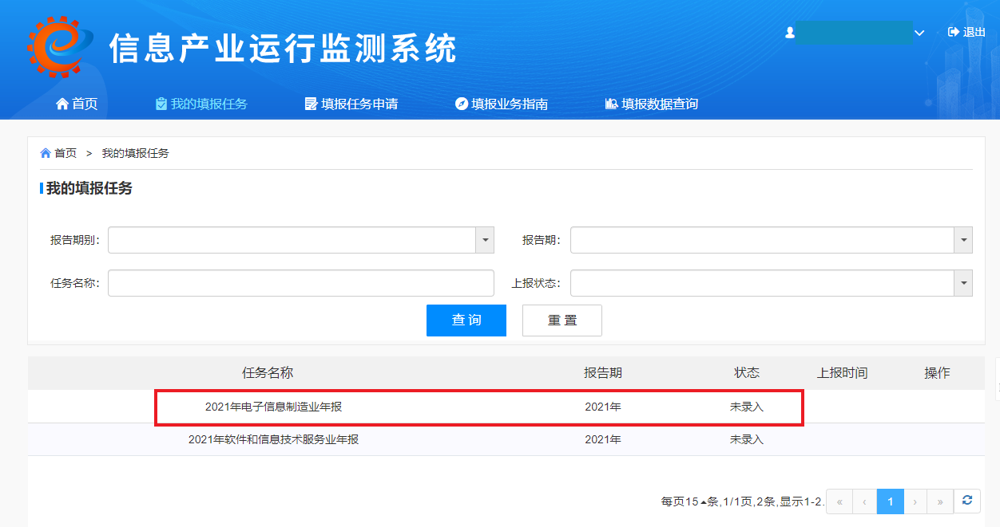 信息产业运行监测系统
退出
首页 我的填报任务 填报任务申请 填报业务指南 填报数据查询
首页 > 我的填报任务
我的填报任务
报告期别: 报告期:
任务名称: 上报状态:
查询 重置
任务名称 报告期 状态 上报时间 操作
2021年电子信息制造业年报 2021年 未录入
2021年软件和信息技术服务业年报 2021年 未录入
每页15条,1/1页,2条,显示1-2. « ‹ 1 › »